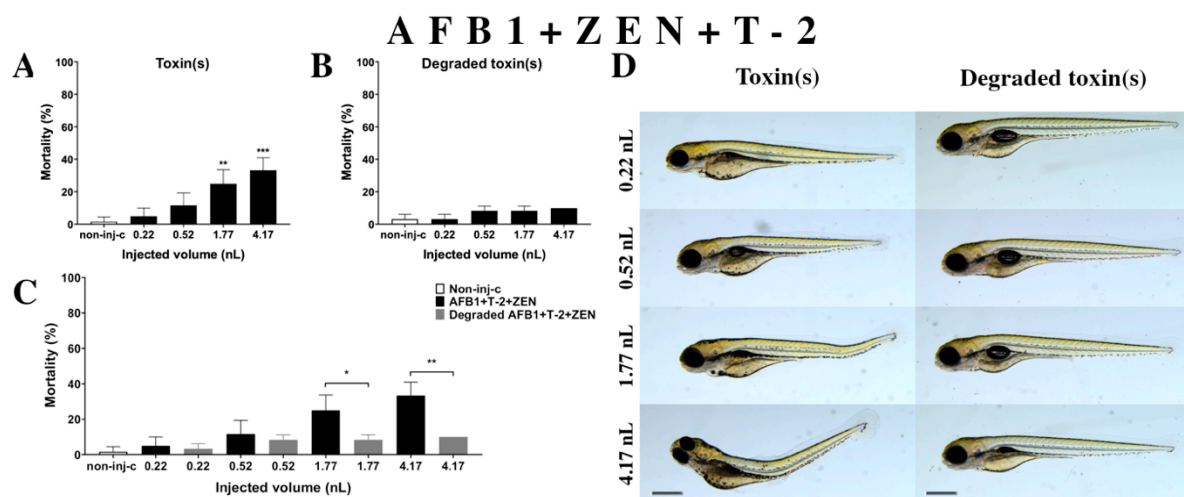 A F B 1 + Z E N + T - 2
A
Toxin(s)
Mortality (%)
100
80
60
40
20
0
**
***
non-inj-c 0.22 0.52 1.77 4.17
Injected volume (nL)
B
Degraded toxin(s)
Mortality (%)
100
80
60
40
20
0
non-inj-c 0.22 0.52 1.77 4.17
Injected volume (nL)
C
Mortality (%)
100
80
60
40
20
0
Non-inj-c
AFB1+T-2+ZEN
Degraded AFB1+T-2+ZEN
*
**
non-inj-c 0.22 0.22 0.52 0.52 1.77 1.77 4.17 4.17
Injected volume (nL)
D
Toxin(s) Degraded toxin(s)
0.22 nL
0.52 nL
1.77 nL
4.17 nL